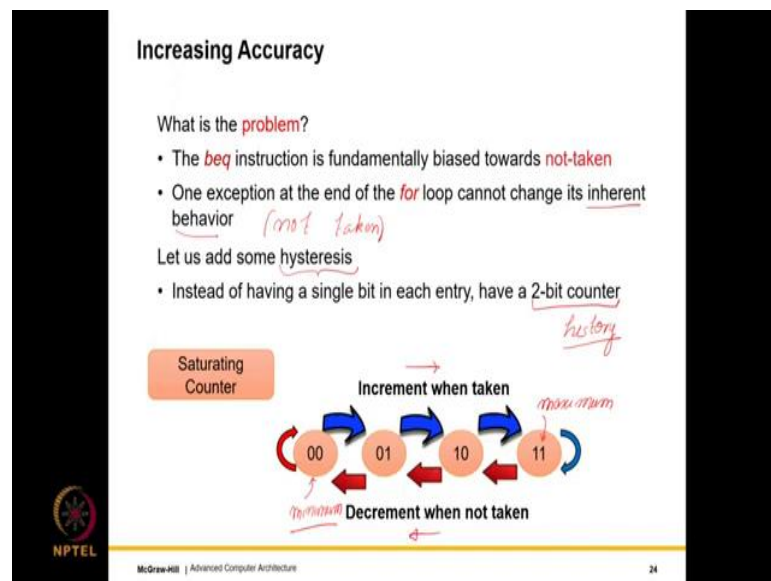 Increasing Accuracy
What is the problem?
• The beq instruction is fundamentally biased towards not-taken
• One exception at the end of the for loop cannot change its inherent
behavior (not taken)
Let us add some hysteresis
• Instead of having a single bit in each entry, have a 2-bit counter
history
Saturating
Counter
Increment when taken
maximum
00 01 10 11
minimum Decrement when not taken
NPTEL
McGraw-Hill | Advanced Computer Architecture 24